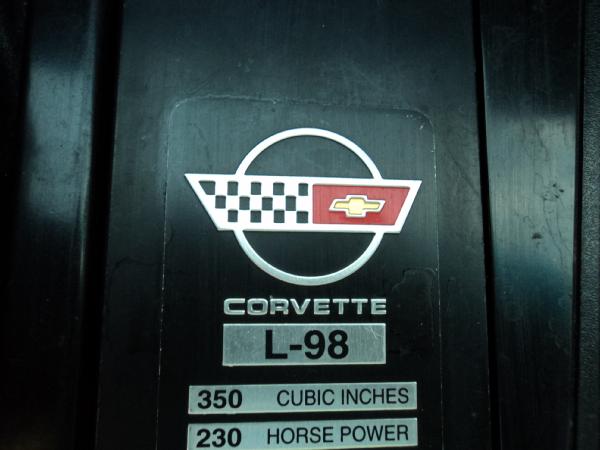 CORVETTE
L-98
350 CUBIC INCHES
230 HORSE POWER